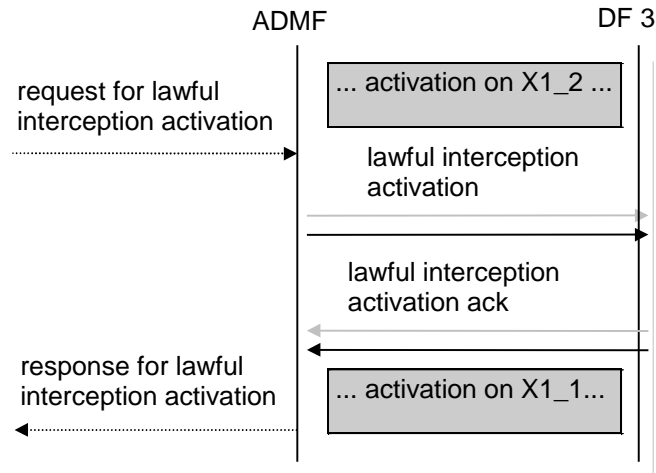 ADMF
DF 3
request for lawful
interception activation
... activation on X1_2 ...
lawful interception
activation
lawful interception
activation ack
response for lawful
interception activation
... activation on X1_1...